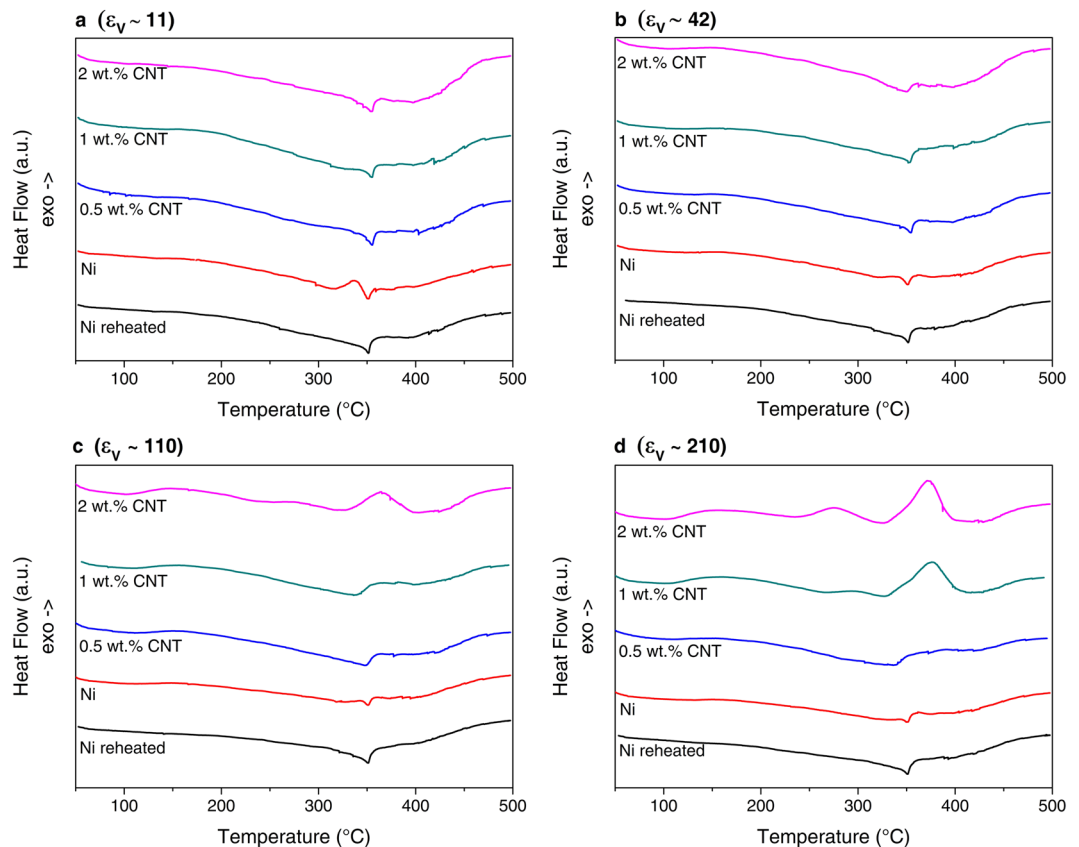 a (εV ~ 11)
2 wt.% CNT
1 wt.% CNT
0.5 wt.% CNT
Ni
Ni reheated
Heat Flow (a.u.)
exo ->
100 200 300 400 500
Temperature (°C)
b (εV ~ 42)
2 wt.% CNT
1 wt.% CNT
0.5 wt.% CNT
Ni
Ni reheated
Heat Flow (a.u.)
exo ->
100 200 300 400 500
Temperature (°C)
c (εV ~ 110)
2 wt.% CNT
1 wt.% CNT
0.5 wt.% CNT
Ni
Ni reheated
Heat Flow (a.u.)
exo ->
100 200 300 400 500
Temperature (°C)
d (εV ~ 210)
2 wt.% CNT
1 wt.% CNT
0.5 wt.% CNT
Ni
Ni reheated
Heat Flow (a.u.)
exo ->
100 200 300 400 500
Temperature (°C)